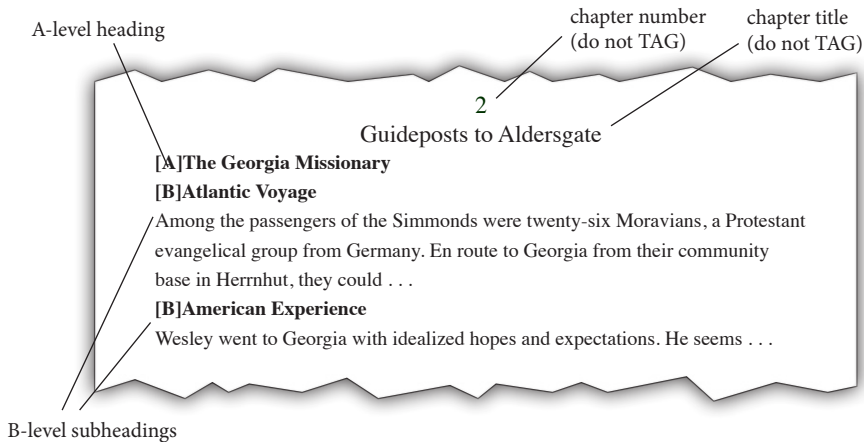 A-level heading
chapter number
(do not TAG)
chapter title
(do not TAG)
2
Guideposts to Aldersgate
[A]The Georgia Missionary
[B]Atlantic Voyage
Among the passengers of the Simmonds were twenty-six Moravians, a Protestant
evangelical group from Germany. En route to Georgia from their community
base in Herrnhut, they could . . .
[B]American Experience
Wesley went to Georgia with idealized hopes and expectations. He seems . . .
B-level subheadings